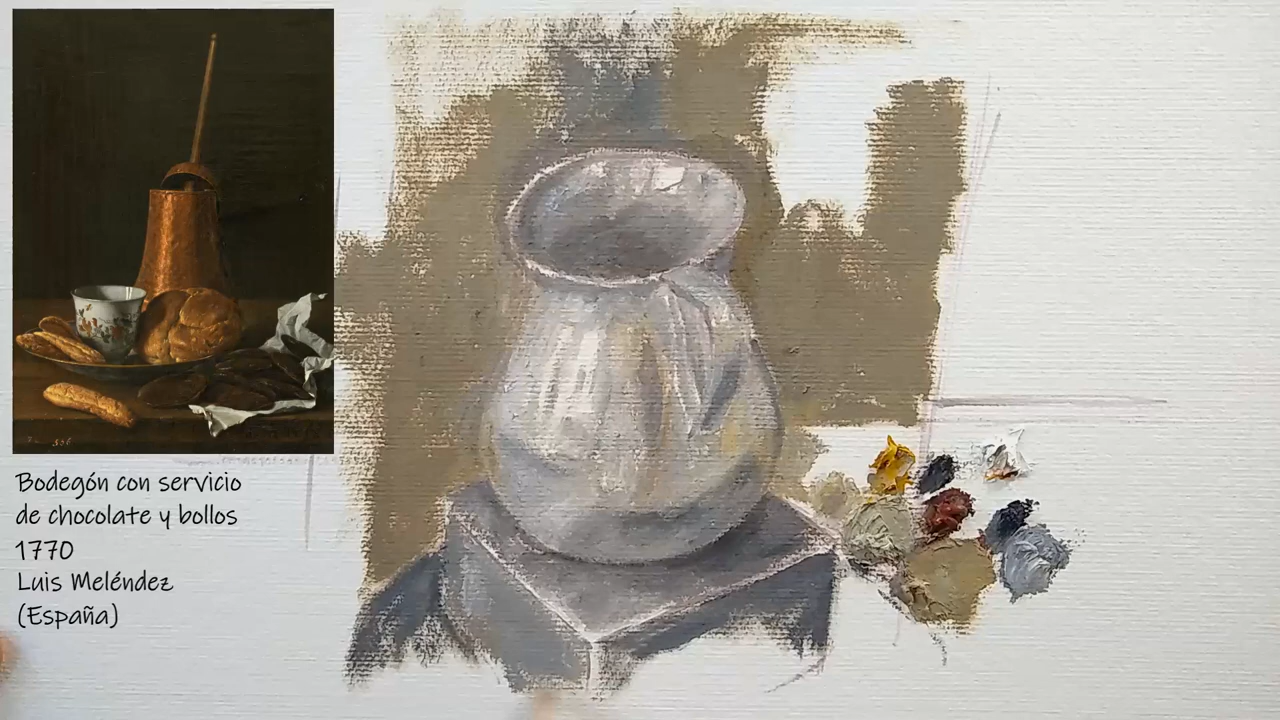 Bodegón con servicio
de chocolate y bollos
1770
Luis Meléndez
(España)